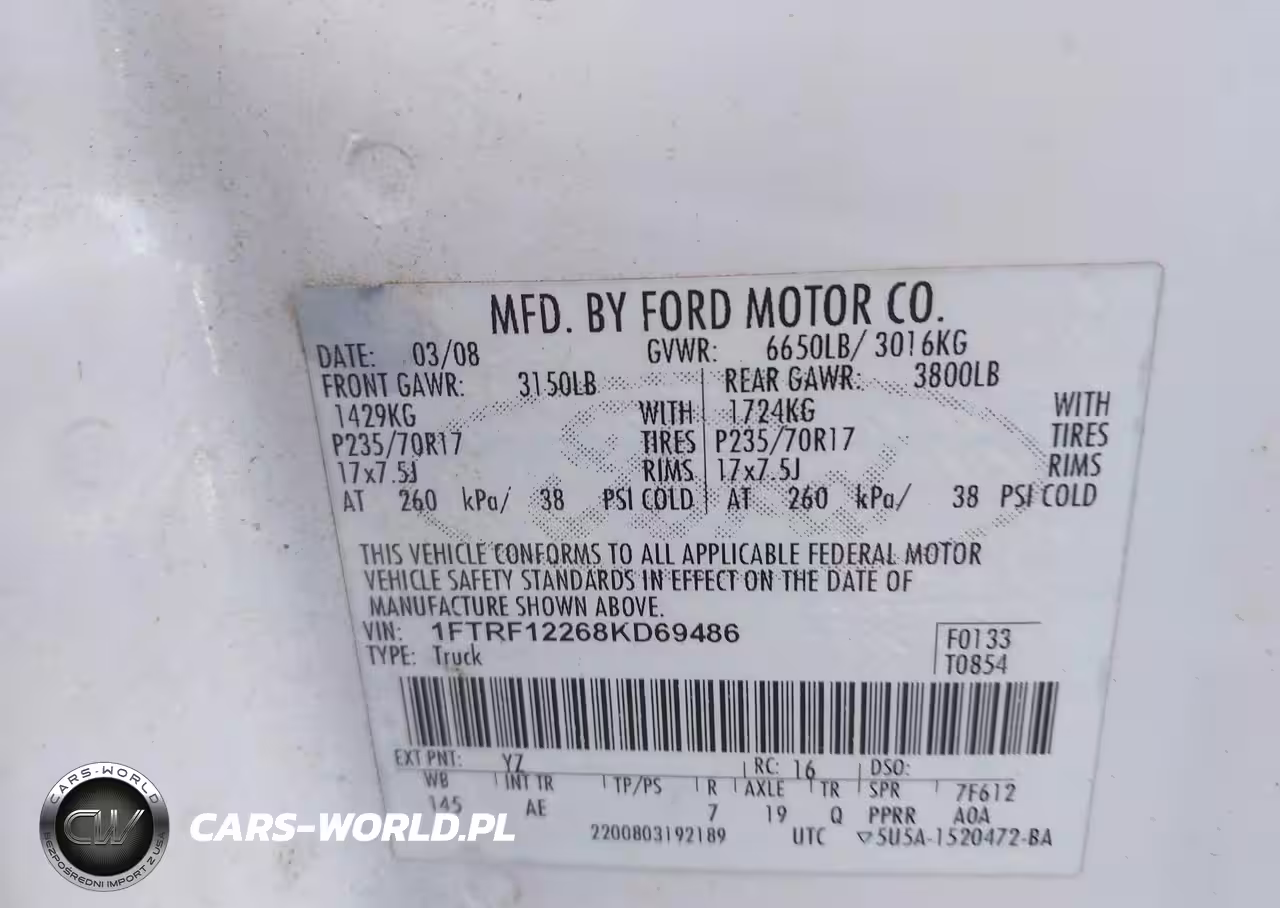 MFD. BY FORD MOTOR CO.
DATE: 03/08 GVWR: 6650LB/ 3016KG
FRONT GAWR: 3150LB REAR GAWR: 3800LB
1429KG WITH 1724KG WITH
P235/70R17 TIRES P235/70R17 TIRES
17x7.5J RIMS 17x7.5J RIMS
AT 260 kPa/ 38 PSI COLD AT 260 kPa/ 38 PSI COLD
THIS VEHICLE CONFORMS TO ALL APPLICABLE FEDERAL MOTOR
VEHICLE SAFETY STANDARDS IN EFFECT ON THE DATE OF
MANUFACTURE SHOWN ABOVE.
VIN: 1FTRF12268KD69486 F0133
TYPE: Truck T0854
EXT PNT: YZ RC: 16 DSO:
WB INT TR TP/PS R AXLE TR SPR 7F612
145 AE 7 19 Q PPRR A0A
2200803192189 UTC ▽5U5A-1520472-BA
CARS-WORLD
CW
BEZPOŚREDNI IMPORT Z USA
CARS-WORLD.PL